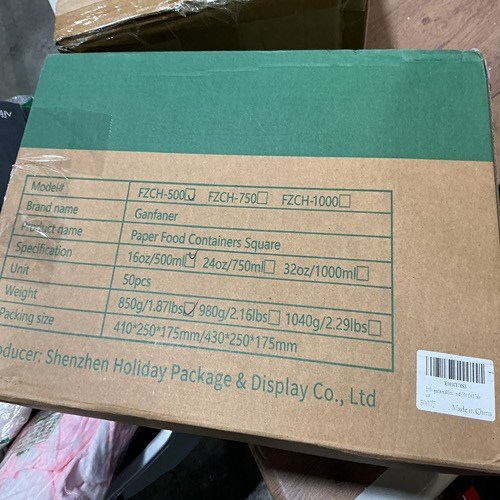 Model#
FZCH-500☑ FZCH-750☐ FZCH-1000☐
Brand name
Ganfaner
Product name
Paper Food Containers Square
Specification
16oz/500ml☑ 24oz/750ml☐ 32oz/1000ml☐
Unit
50pcs
Weight
850g/1.87lbs☑ 980g/2.16lbs☐ 1040g/2.29lbs☐
Packing size
410*250*175mm/430*250*175mm
oducer: Shenzhen Holiday Package & Display Co., Ltd
Made in China